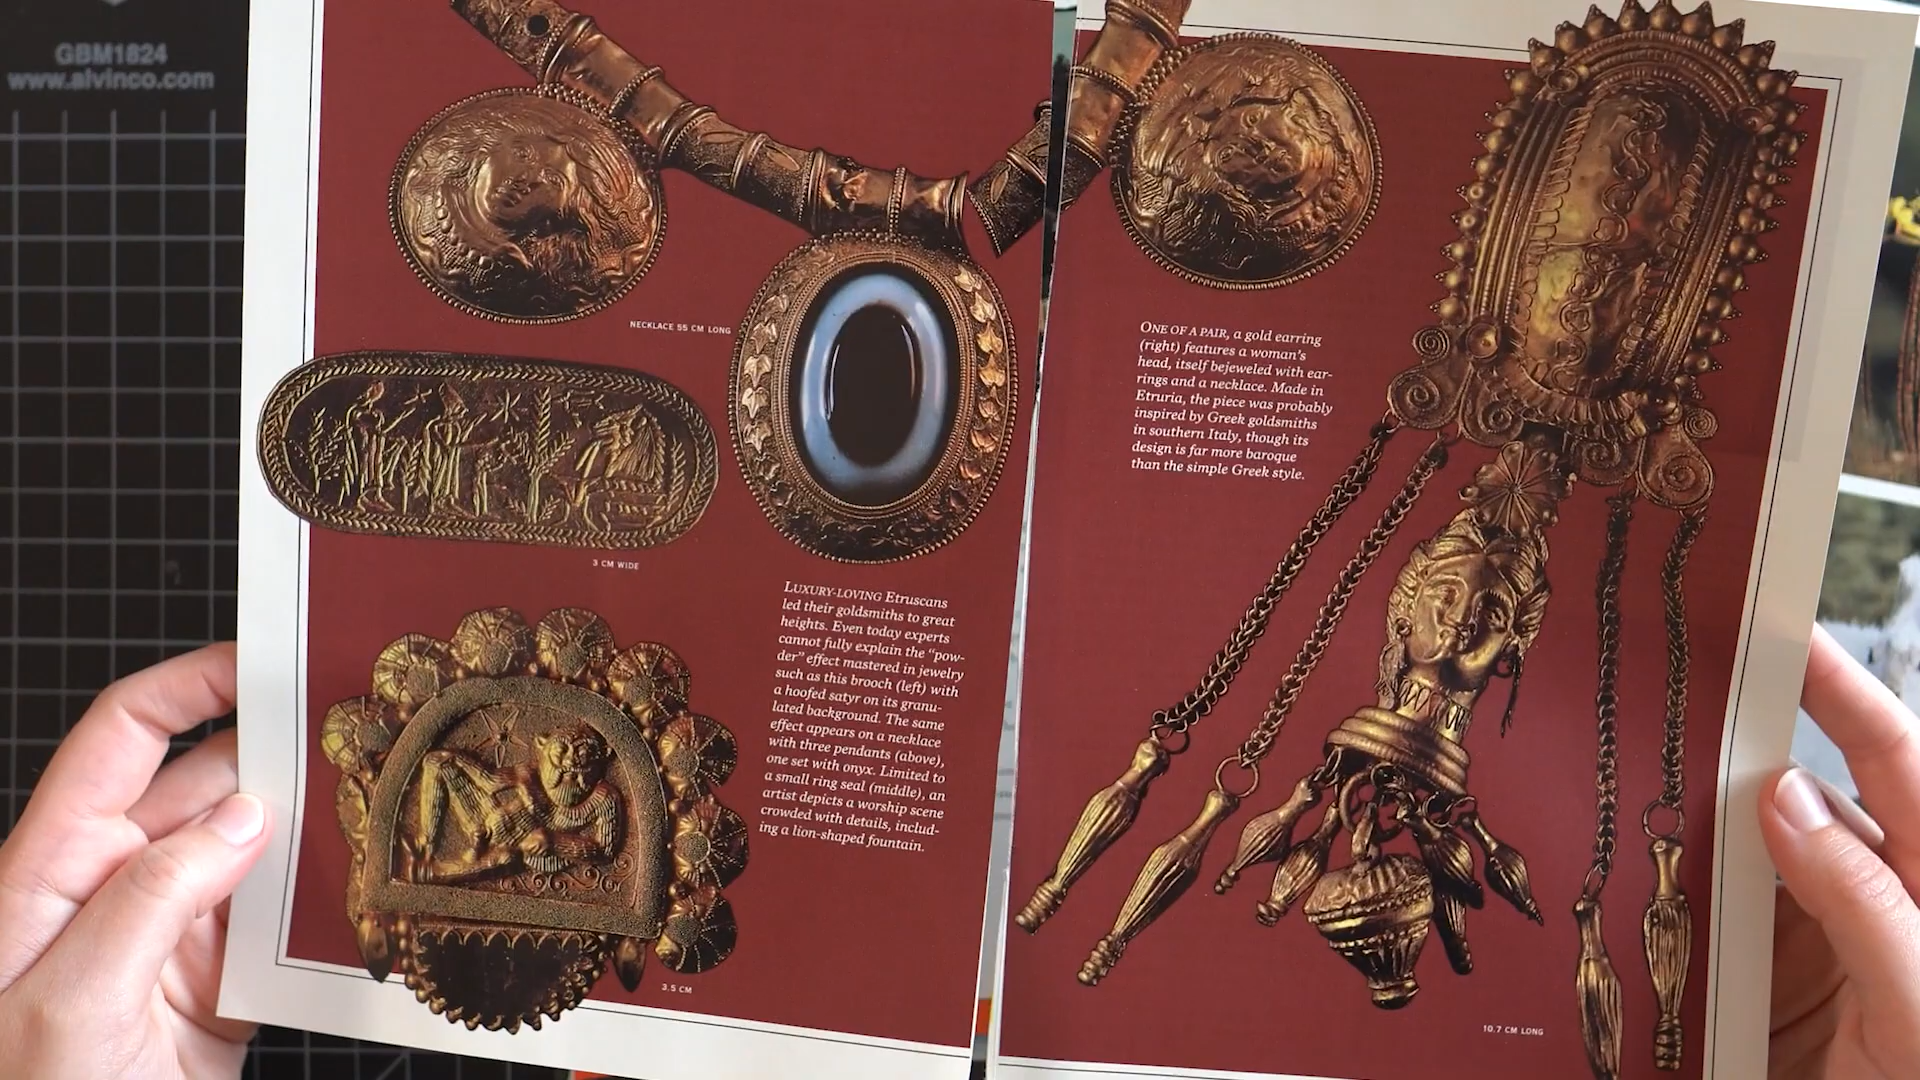 GBM1824
www.alvinco.com
NECKLACE 55 CM LONG
3 CM WIDE
LUXURY-LOVING Etruscans
led their goldsmiths to great
heights. Even today experts
cannot fully explain the “pow-
der” effect mastered in jewelry
such as this brooch (left) with
a hoofed satyr on its granu-
lated background. The same
effect appears on a necklace
with three pendants (above),
one set with onyx. Limited to
a small ring seal (middle), an
artist depicts a worship scene
crowded with details, includ-
ing a lion-shaped fountain.
3.5 CM
ONE OF A PAIR, a gold earring
(right) features a woman's
head, itself bejeweled with ear-
rings and a necklace. Made in
Etruria, the piece was probably
inspired by Greek goldsmiths
in southern Italy, though its
design is far more baroque
than the simple Greek style.
10.7 CM LONG